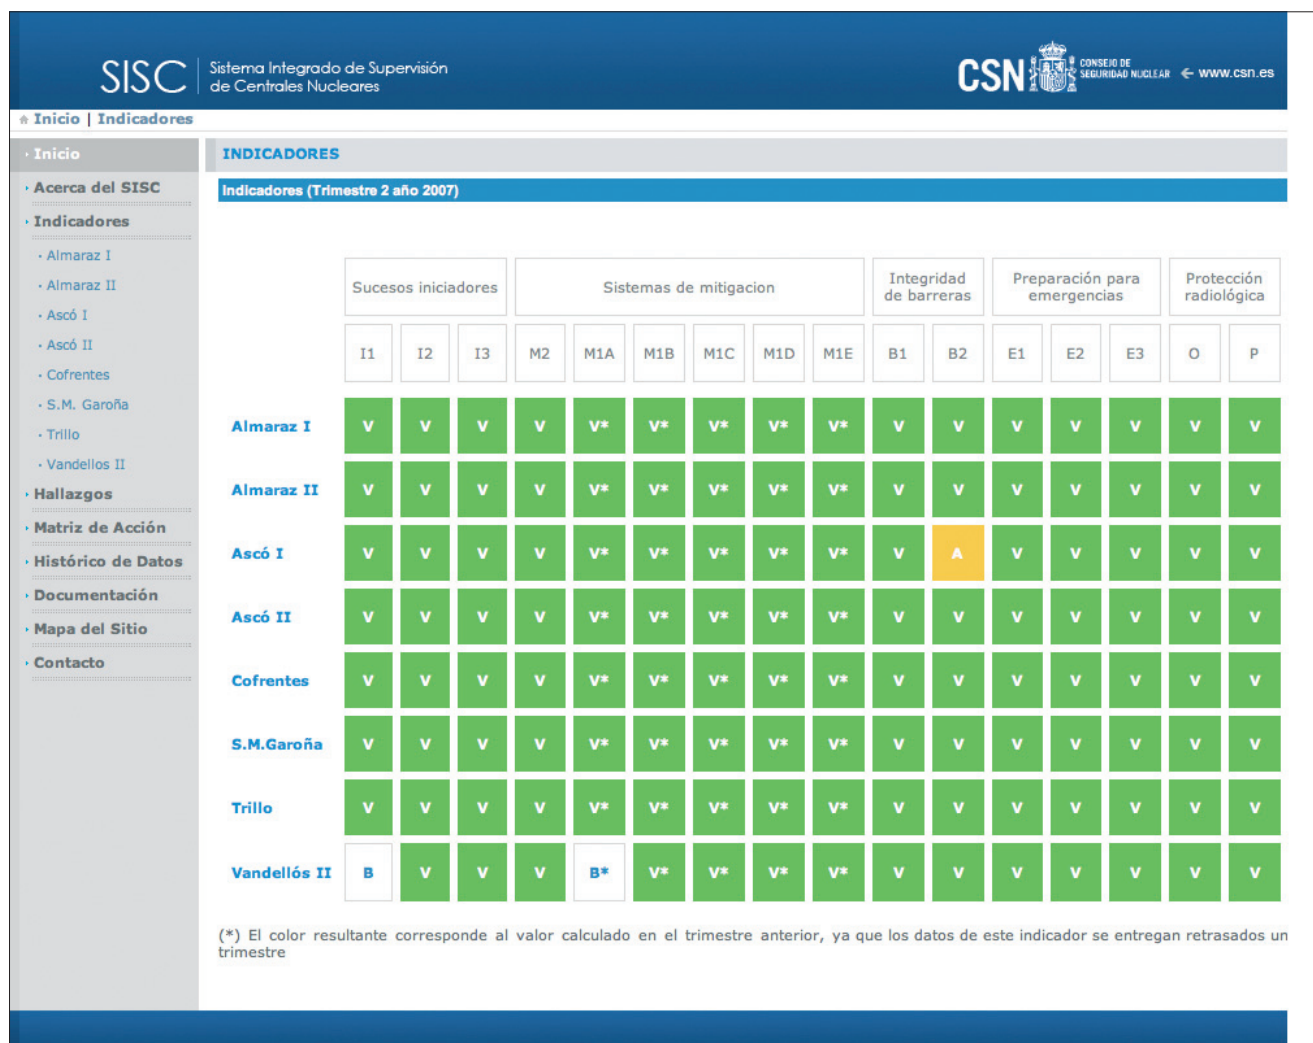 SISC
Sistema Integrado de Supervisión
de Centrales Nucleares
CSN
CONSEJO DE
SEGURIDAD NUCLEAR
www.csn.es
Inicio | Indicadores
Inicio
Acerca del SISC
Indicadores
Almaraz I
Almaraz II
Ascó I
Ascó II
Cofrentes
S.M. Garoña
Trillo
Vandellos II
Hallazgos
Matriz de Acción
Histórico de Datos
Documentación
Mapa del Sitio
Contacto
INDICADORES
Indicadores (Trimestre 2 año 2007)
Sucesos iniciadores
Sistemas de mitigacion
Integridad
de barreras
Preparación para
emergencias
Protección
radiológica
I1 I2 I3 M2 M1A M1B M1C M1D M1E B1 B2 E1 E2 E3 O P
Almaraz I V V V V V* V* V* V* V* V V V V V V V
Almaraz II V V V V V* V* V* V* V* V V V V V V V
Ascó I V V V V V* V* V* V* V* V A V V V V V
Ascó II V V V V V* V* V* V* V* V V V V V V V
Cofrentes V V V V V* V* V* V* V* V V V V V V V
S.M.Garoña V V V V V* V* V* V* V* V V V V V V V
Trillo V V V V V* V* V* V* V* V V V V V V V
Vandellós II B V V V B* V* V* V* V* V V V V V V V
(*) El color resultante corresponde al valor calculado en el trimestre anterior, ya que los datos de este indicador se entregan retrasados un
trimestre